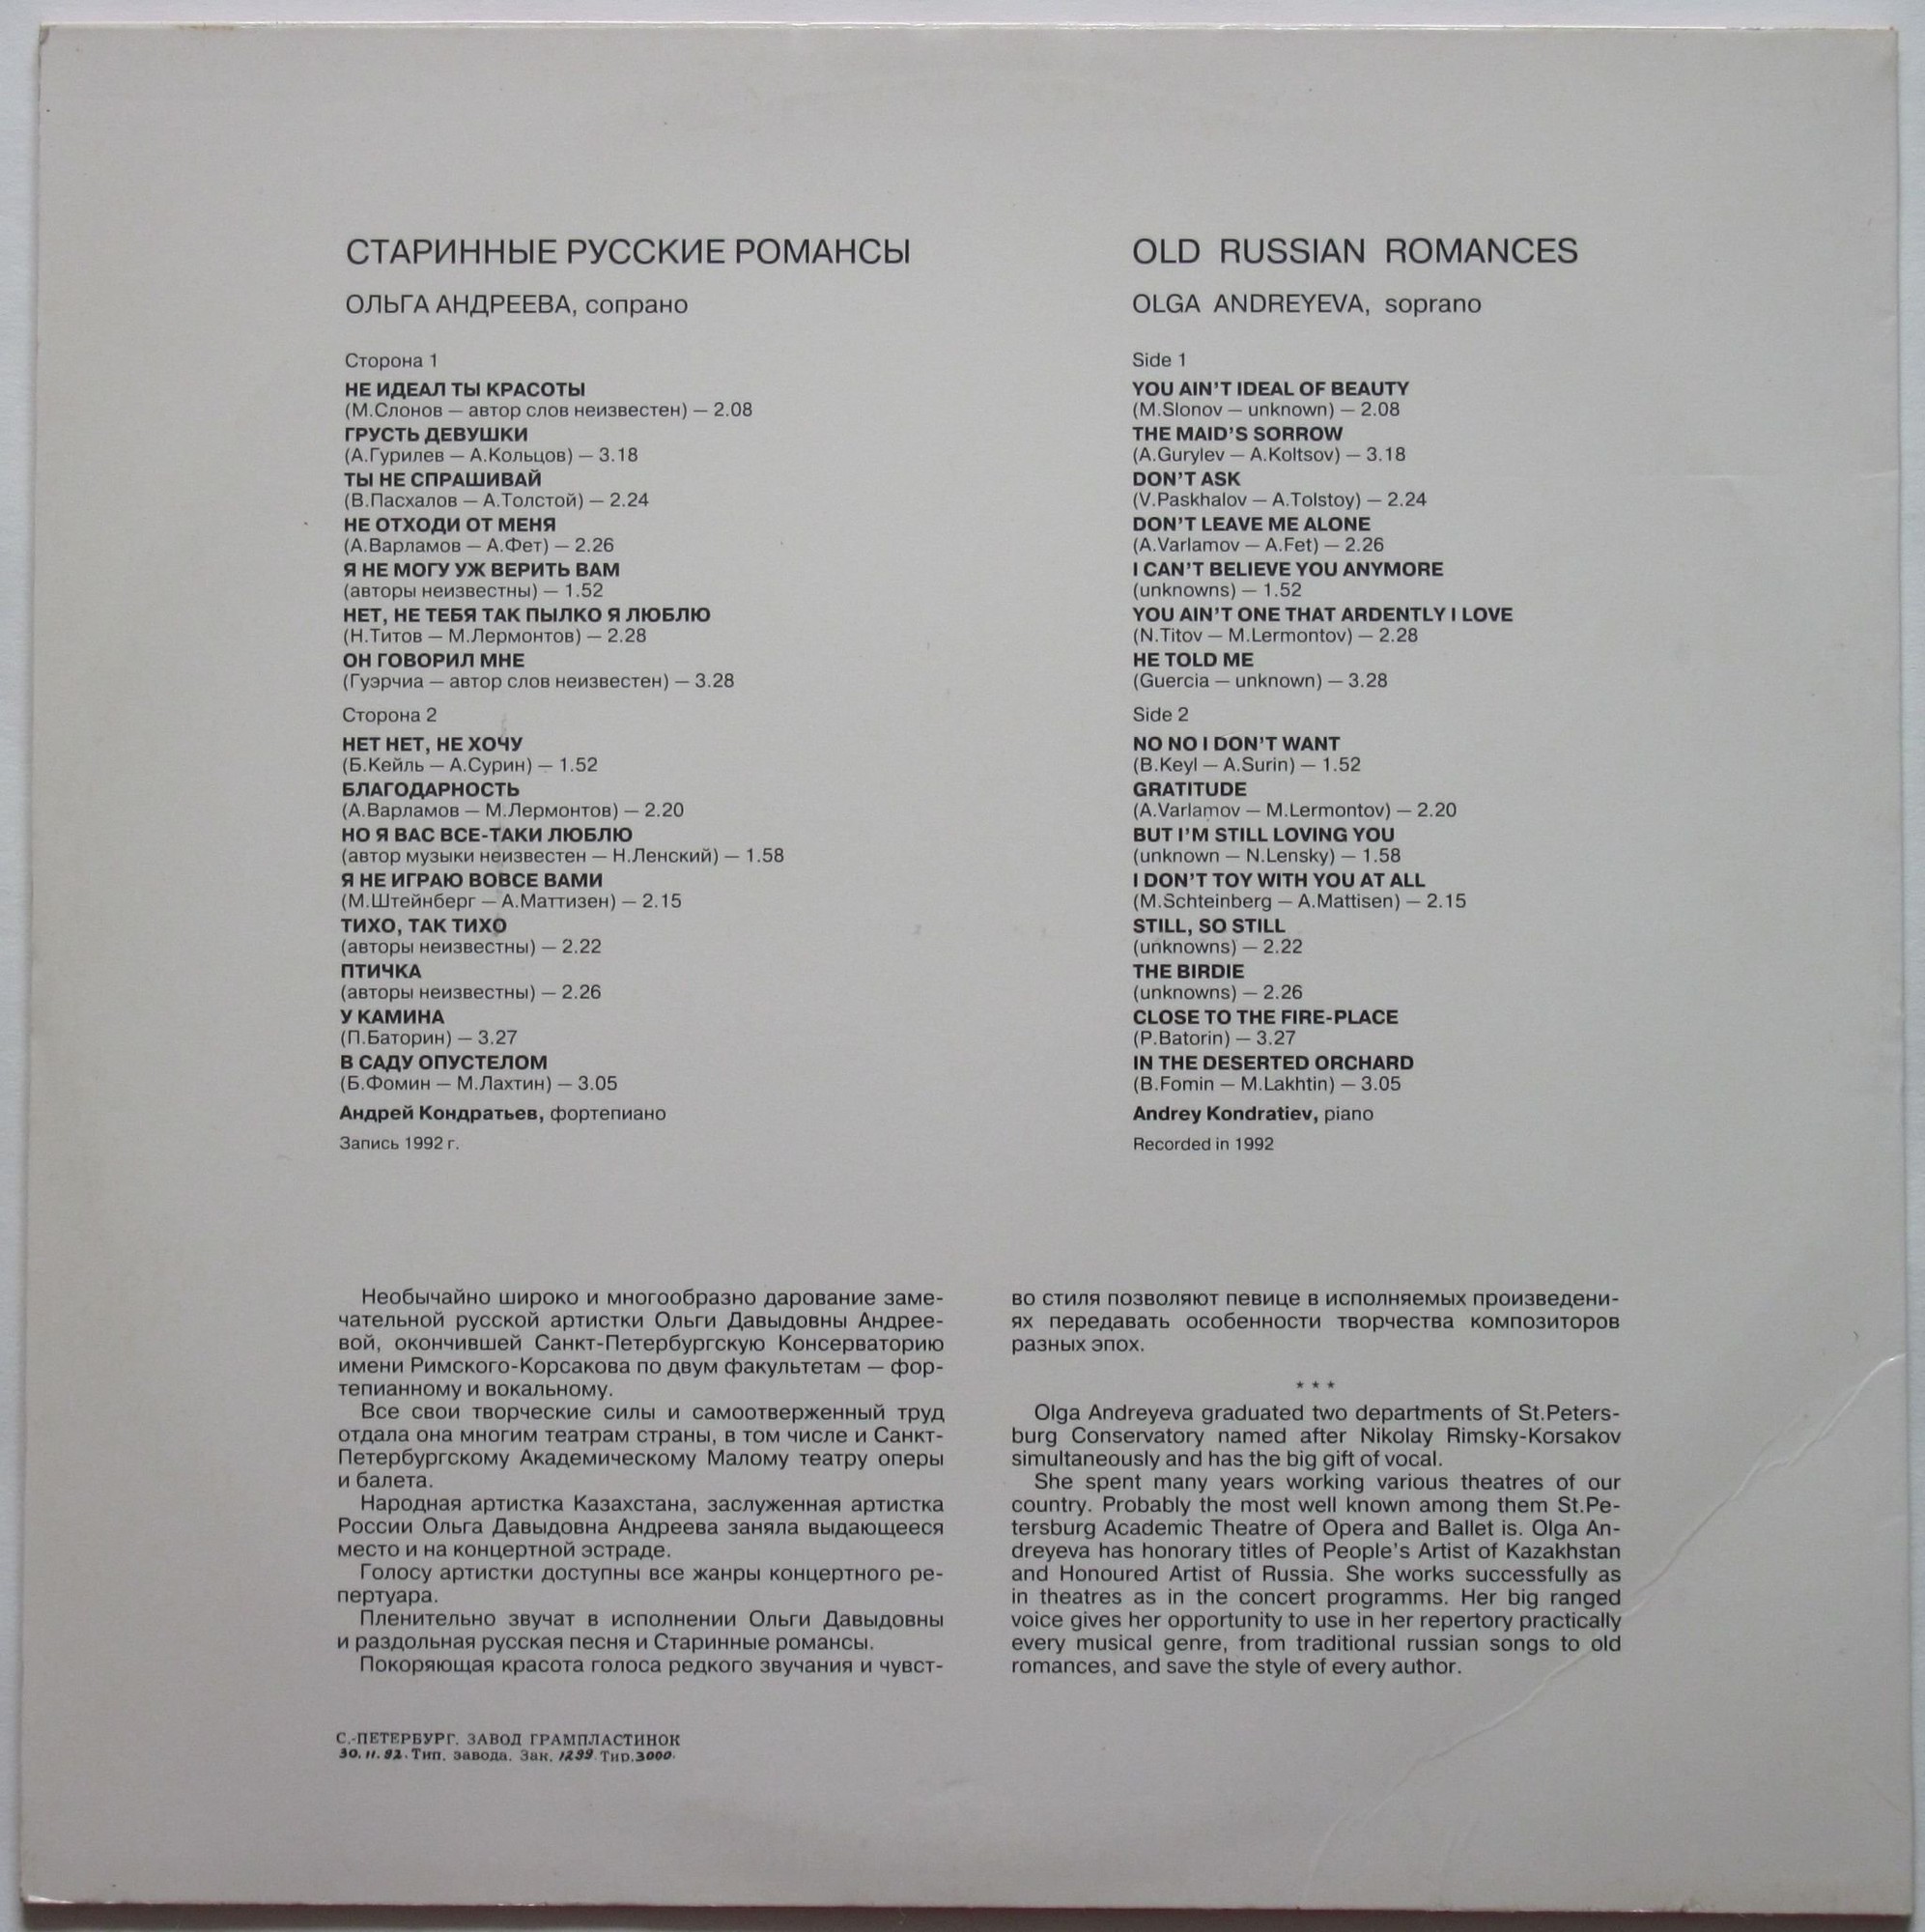 СТАРИННЫЕ РУССКИЕ РОМАНСЫ
ОЛЬГА АНДРЕЕВА, сопрано
Сторона 1
НЕ ИДЕАЛ ТЫ КРАСОТЫ
(М.Слонов — автор слов неизвестен) — 2.08
ГРУСТЬ ДЕВУШКИ
(А.Гурилев — А.Кольцов) — 3.18
ТЫ НЕ СПРАШИВАЙ
(В.Пасхалов — А.Толстой) — 2.24
НЕ ОТХОДИ ОТ МЕНЯ
(А.Варламов — А.Фет) — 2.26
Я НЕ МОГУ УЖ ВЕРИТЬ ВАМ
(авторы неизвестны) — 1.52
НЕТ, НЕ ТЕБЯ ТАК ПЫЛКО Я ЛЮБЛЮ
(Н.Титов — М.Лермонтов) — 2.28
ОН ГОВОРИЛ МНЕ
(Гуэрчиа — автор слов неизвестен) — 3.28
Сторона 2
НЕТ НЕТ, НЕ ХОЧУ
(Б.Кейль — А.Сурин) — 1.52
БЛАГОДАРНОСТЬ
(А.Варламов — М.Лермонтов) — 2.20
НО Я ВАС ВСЕ-ТАКИ ЛЮБЛЮ
(автор музыки неизвестен — Н.Ленский) — 1.58
Я НЕ ИГРАЮ ВОВСЕ ВАМИ
(М.Штейнберг — А.Маттизен) — 2.15
ТИХО, ТАК ТИХО
(авторы неизвестны) — 2.22
ПТИЧКА
(авторы неизвестны) — 2.26
У КАМИНА
(П.Баторин) — 3.27
В САДУ ОПУСТЕЛОМ
(Б.Фомин — М.Лахтин) — 3.05
Андрей Кондратьев, фортепиано
Запись 1992 г.
OLD RUSSIAN ROMANCES
OLGA ANDREYEVA, soprano
Side 1
YOU AIN'T IDEAL OF BEAUTY
(M.Slonov — unknown) — 2.08
THE MAID'S SORROW
(A.Gurylev — A.Koltsov) — 3.18
DON'T ASK
(V.Paskhalov — A.Tolstoy) — 2.24
DON'T LEAVE ME ALONE
(A.Varlamov — A.Fet) — 2.26
I CAN'T BELIEVE YOU ANYMORE
(unknowns) — 1.52
YOU AIN'T ONE THAT ARDENTLY I LOVE
(N.Titov — M.Lermontov) — 2.28
HE TOLD ME
(Guercia — unknown) — 3.28
Side 2
NO NO I DON'T WANT
(B.Keyl — A.Surin) — 1.52
GRATITUDE
(A.Varlamov — M.Lermontov) — 2.20
BUT I'M STILL LOVING YOU
(unknown — N.Lensky) — 1.58
I DON'T TOY WITH YOU AT ALL
(M.Schteinberg — A.Mattisen) — 2.15
STILL, SO STILL
(unknowns) — 2.22
THE BIRDIE
(unknowns) — 2.26
CLOSE TO THE FIRE-PLACE
(P.Batorin) — 3.27
IN THE DESERTED ORCHARD
(B.Fomin — M.Lakhtin) — 3.05
Andrey Kondratiev, piano
Recorded in 1992
Необычайно широко и многообразно дарование заме-
чательной русской артистки Ольги Давыдовны Андрее-
вой, окончившей Санкт-Петербургскую Консерваторию
имени Римского-Корсакова по двум факультетам — фор-
тепианному и вокальному.
Все свои творческие силы и самоотверженный труд
отдала она многим театрам страны, в том числе и Санкт-
Петербургскому Академическому Малому театру оперы
и балета.
Народная артистка Казахстана, заслуженная артистка
России Ольга Давыдовна Андреева заняла выдающееся
место и на концертной эстраде.
Голосу артистки доступны все жанры концертного ре-
пертуара.
Пленительно звучат в исполнении Ольги Давыдовны
и раздольная русская песня и Старинные романсы.
Покоряющая красота голоса редкого звучания и чувст-
во стиля позволяют певице в исполняемых произведени-
ях передавать особенности творчества композиторов
разных эпох.
* * *
Olga Andreyeva graduated two departments of St.Peters-
burg Conservatory named after Nikolay Rimsky-Korsakov
simultaneously and has the big gift of vocal.
She spent many years working various theatres of our
country. Probably the most well known among them St.Pe-
tersburg Academic Theatre of Opera and Ballet is. Olga An-
dreyeva has honorary titles of People's Artist of Kazakhstan
and Honoured Artist of Russia. She works successfully as
in theatres as in the concert programms. Her big ranged
voice gives her opportunity to use in her repertory practically
every musical genre, from traditional russian songs to old
romances, and save the style of every author.
С.-ПЕТЕРБУРГ. ЗАВОД ГРАМПЛАСТИНОК
30.11.92. Тип. завода. Зак. 1299 Тир.3000.